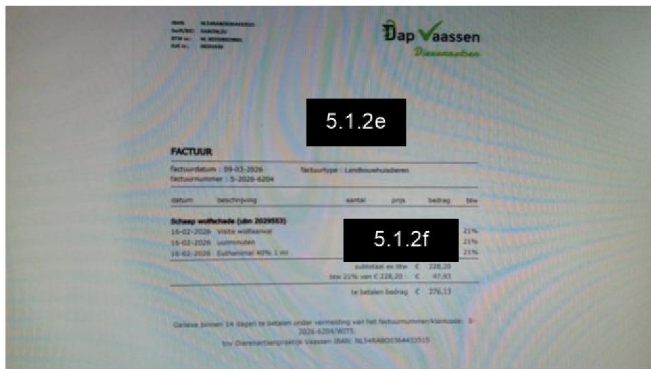 Dap Vaassen
Dierenartsen
5.1.2e
FACTUUR
factuurdatum : 09-03-2026 factuurtype : Landbouwhuisdieren
factuurnummer : S-2026-6204
datum beschrijving aantal prijs bedrag btw
Schaap wolfschade (ubn 2029553)
16-02-2026 Visite wolfaanval 21%
16-02-2026 uurminuten 21%
16-02-2026 Euthasol 40% 1 ml 21%
5.1.2f
subtotaal ex btw € 228,20
btw 21% van € 228,20 : € 47,93
te betalen bedrag € 276,13
Gelieve binnen 14 dagen te betalen onder vermelding van het factuurnummer/klantcode: S-
2026-6204/WITS
tnv Dierenartsenpraktijk Vaassen IBAN: NL54RABO0364433515